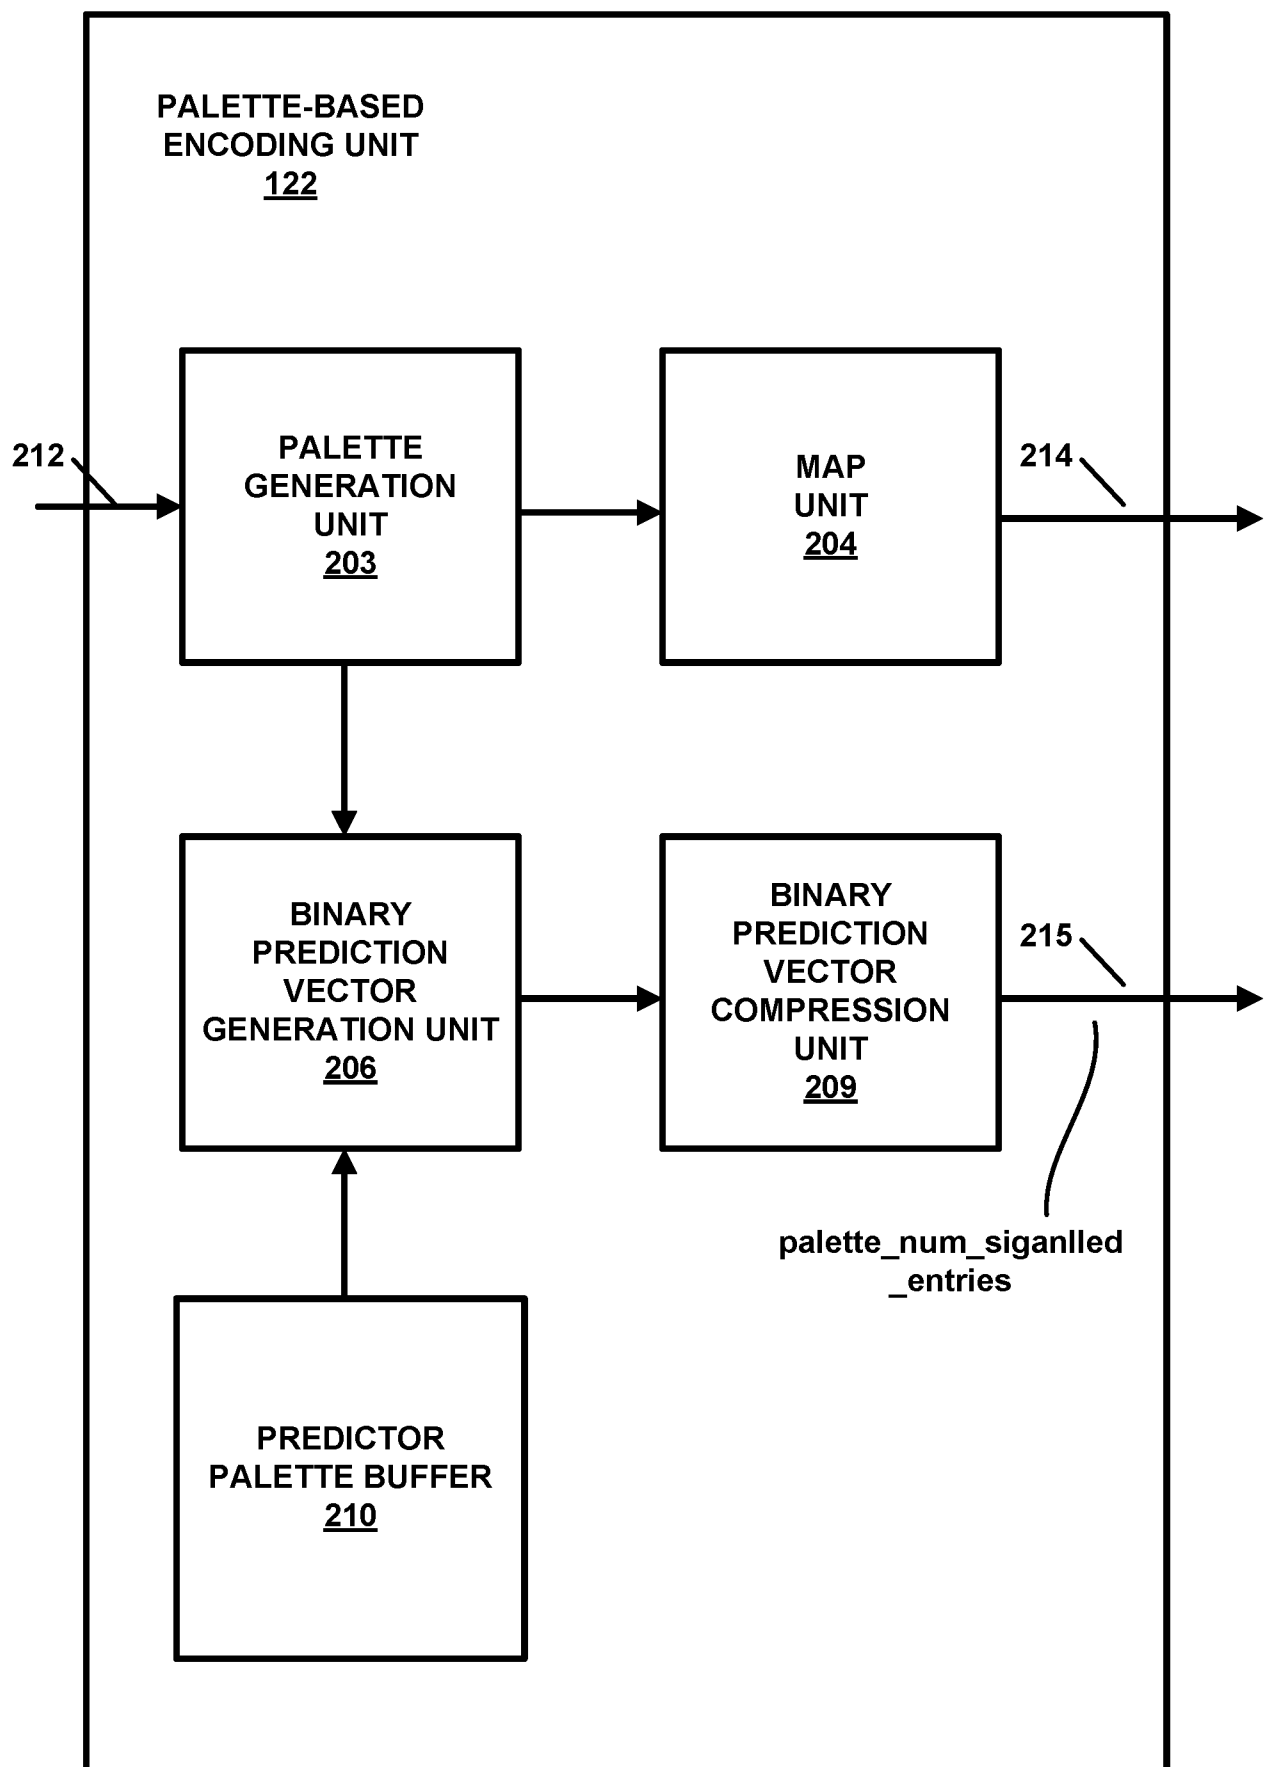 PALETTE-BASED
ENCODING UNIT
122
212
PALETTE
GENERATION
UNIT
203
MAP
UNIT
204
214
BINARY
PREDICTION
VECTOR
GENERATION UNIT
206
BINARY
PREDICTION
VECTOR
COMPRESSION
UNIT
209
215
palette_num_siganlled
_entries
PREDICTOR
PALETTE BUFFER
210